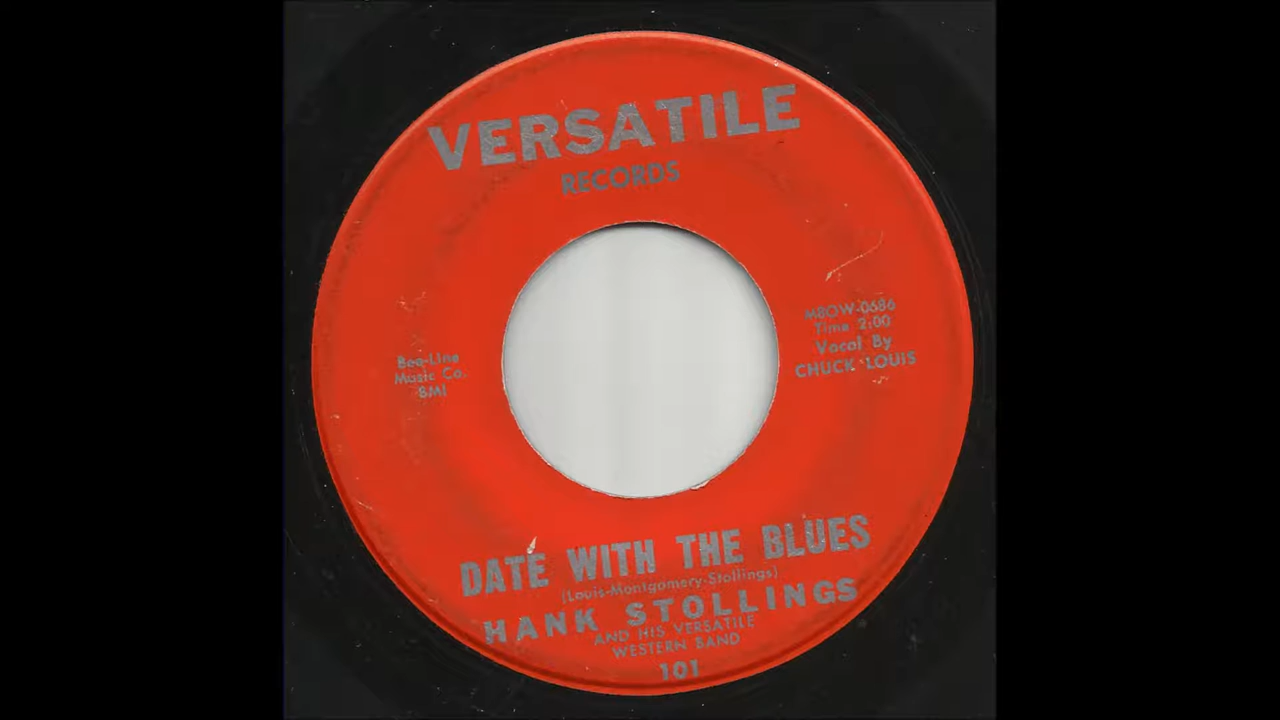 VERSATILE
RECORDS
M8OW-0686
Time 2:00
Vocal By
CHUCK LOUIS
Bee-Line
Music Co.
BMI
DATE WITH THE BLUES
(Louis-Montgomery-Stollings)
HANK STOLLINGS
AND HIS VERSATILE
WESTERN BAND
101